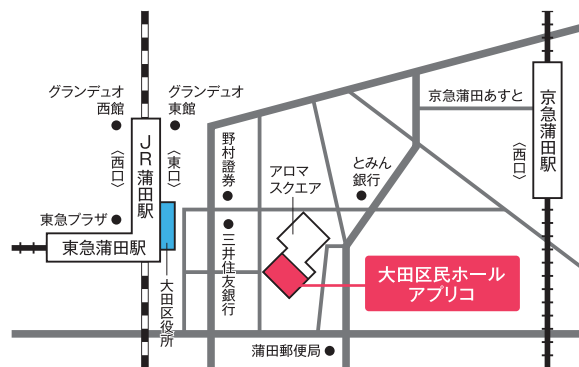 グランデュオ
西館
グランデュオ
東館
〈西口〉
JR蒲田駅
〈東口〉
東急プラザ
東急蒲田駅
大田区役所
野村證券
三井住友銀行
アロマ
スクエア
とみん
銀行
京急蒲田あすと
〈西口〉
京急蒲田駅
大田区民ホール
アプリコ
蒲田郵便局